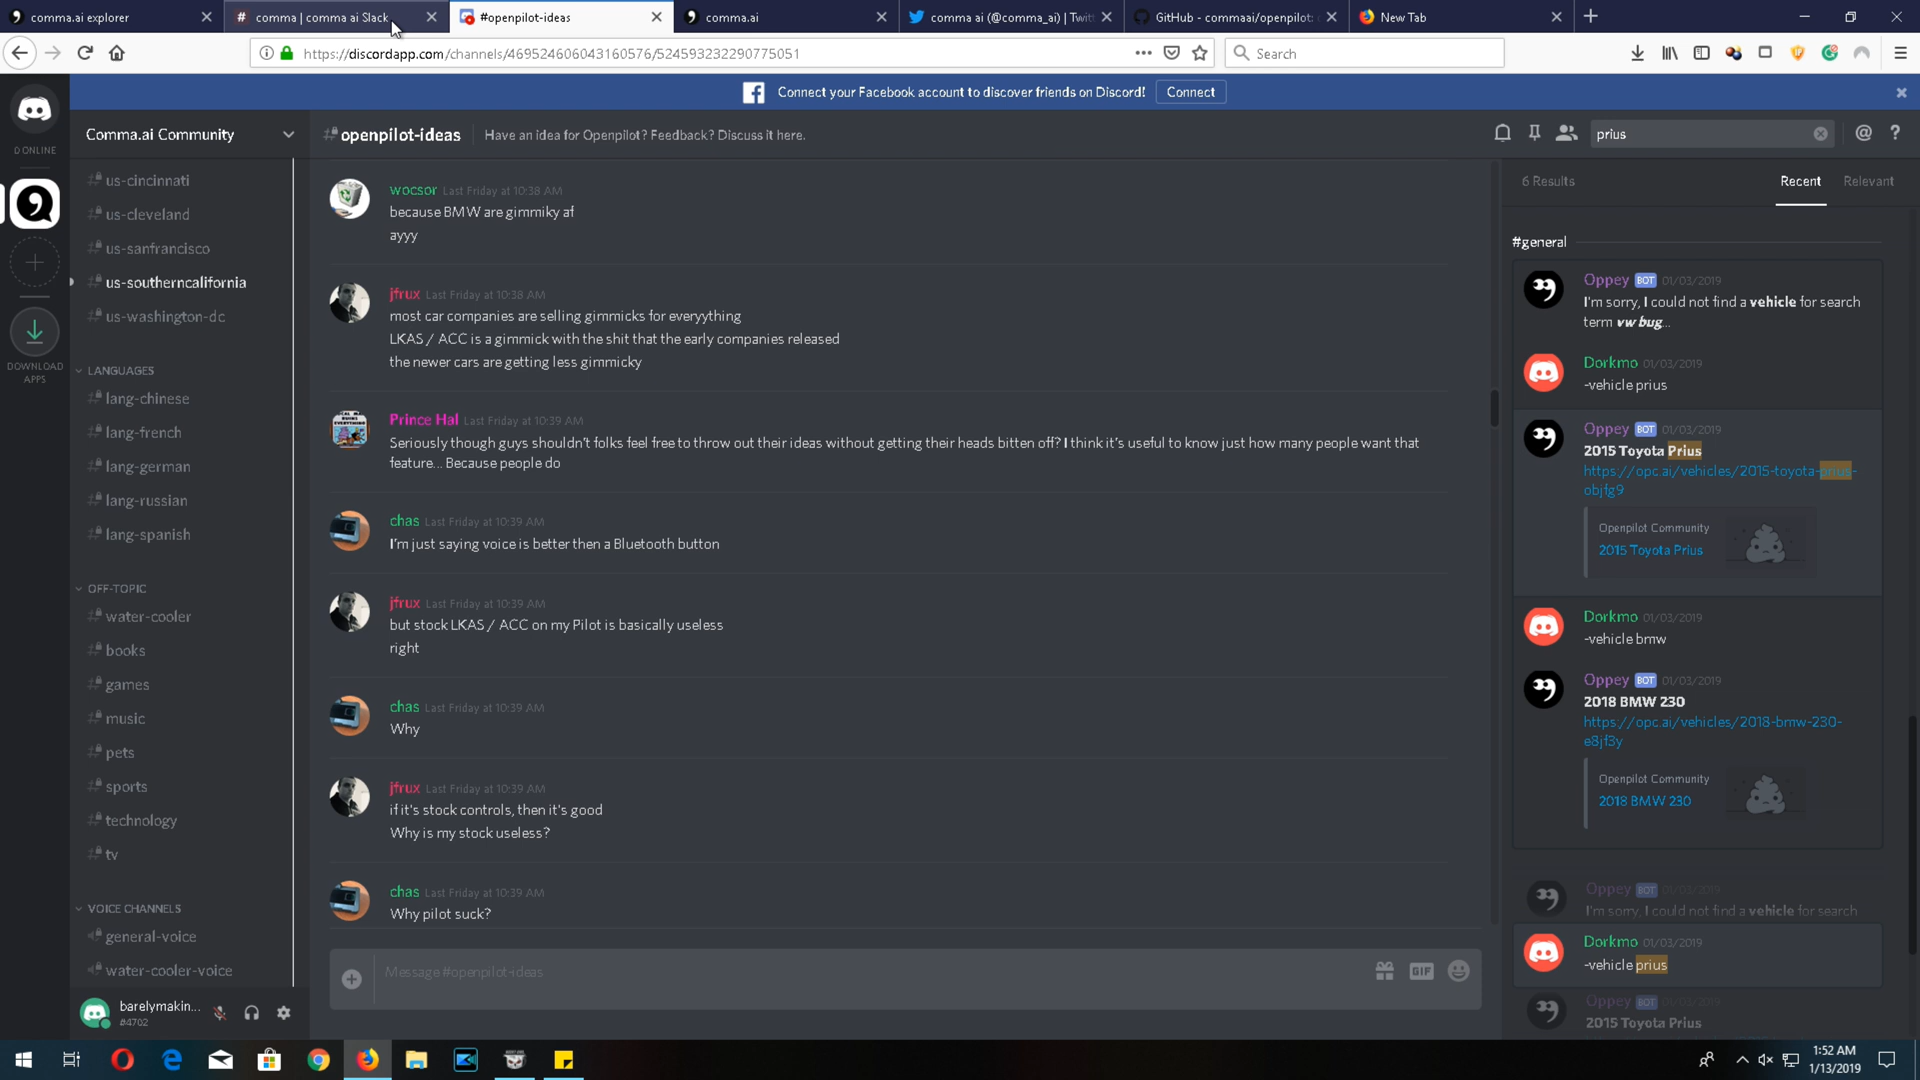 comma.ai explorer
comma | comma ai Slack
#openpilot-ideas
comma.ai
comma ai (@comma_ai) | Twit
GitHub - commaai/openpilot:
New Tab
https://discordapp.com/channels/469524606043160576/524593232290775051
Search
Connect your Facebook account to discover friends on Discord!
Connect
0 ONLINE
DOWNLOAD
APPS
Comma.ai Community
us-cincinnati
us-cleveland
us-sanfrancisco
us-southerncalifornia
us-washington-dc
LANGUAGES
lang-chinese
lang-french
lang-german
lang-russian
lang-spanish
OFF-TOPIC
water-cooler
books
games
music
pets
sports
technology
tv
VOICE CHANNELS
general-voice
water-cooler-voice
barelymakin...
#4702
#openpilot-ideas
Have an idea for Openpilot? Feedback? Discuss it here.
wocsor Last Friday at 10:38 AM
because BMW are gimmiky af
ayyy
jfrux Last Friday at 10:38 AM
most car companies are selling gimmicks for everyything
LKAS / ACC is a gimmick with the shit that the early companies released
the newer cars are getting less gimmicky
Prince Hal Last Friday at 10:39 AM
Seriously though guys shouldn't folks feel free to throw out their ideas without getting their heads bitten off? I think it's useful to know just how many people want that
feature... Because people do
chas Last Friday at 10:39 AM
I'm just saying voice is better then a Bluetooth button
jfrux Last Friday at 10:39 AM
but stock LKAS / ACC on my Pilot is basically useless
right
chas Last Friday at 10:39 AM
Why
jfrux Last Friday at 10:39 AM
if it's stock controls, then it's good
Why is my stock useless?
chas Last Friday at 10:39 AM
Why pilot suck?
Message #openpilot-ideas
GIF
prius
6 Results
Recent
Relevant
#general
Oppey BOT 01/03/2019
I'm sorry, I could not find a vehicle for search
term vw bug...
Dorkmo 01/03/2019
-vehicle prius
Oppey BOT 01/03/2019
2015 Toyota Prius
https://opc.ai/vehicles/2015-toyota-prius-
objfg9
Openpilot Community
2015 Toyota Prius
Dorkmo 01/03/2019
-vehicle bmw
Oppey BOT 01/03/2019
2018 BMW 230
https://opc.ai/vehicles/2018-bmw-230-
e8jf3y
Openpilot Community
2018 BMW 230
Oppey BOT 01/03/2019
I'm sorry, I could not find a vehicle for search
Dorkmo 01/03/2019
-vehicle prius
Oppey BOT 01/03/2019
2015 Toyota Prius
1:52 AM
1/13/2019